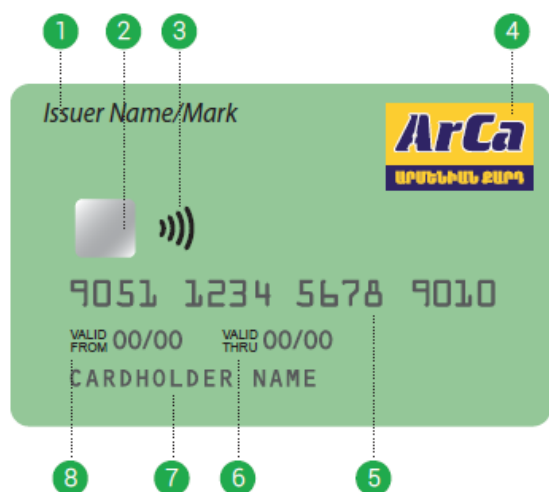 1 2 3 4
Issuer Name/Mark
ArCa
ԱՐՄԵՆԻԱՆ ՔԱՐԴ
9051 1234 5678 9010
VALID FROM 00/00 VALID THRU 00/00
CARDHOLDER NAME
8 7 6 5